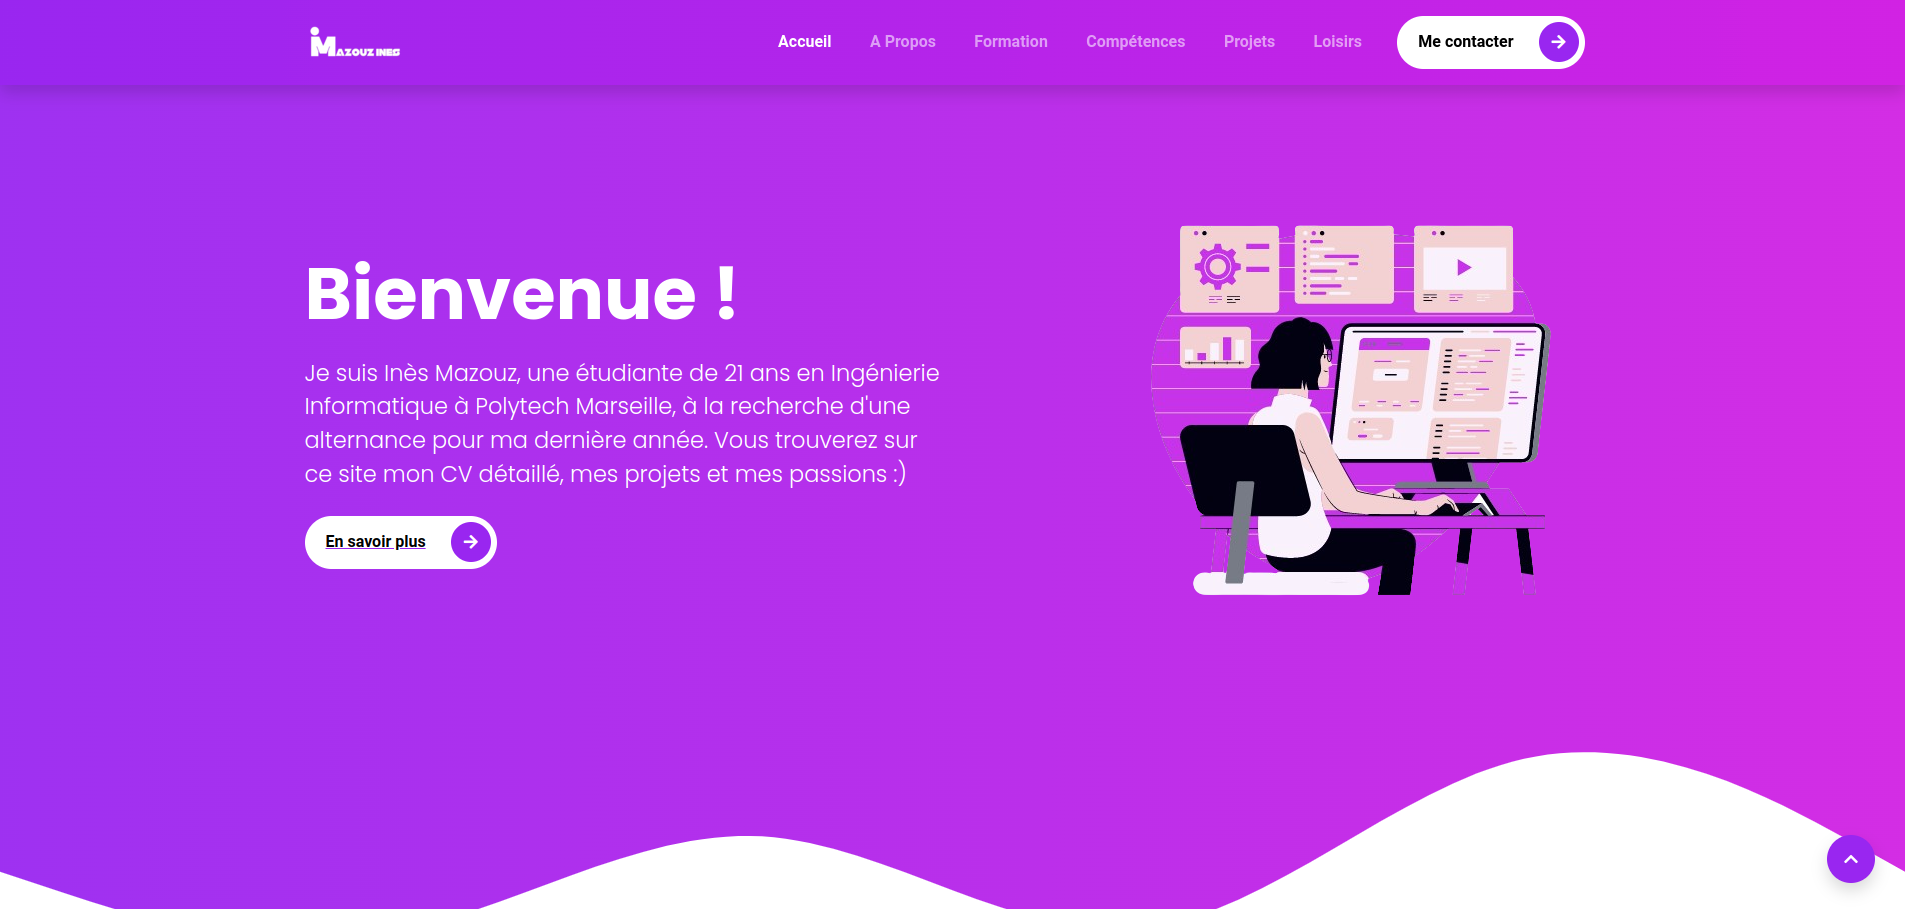 MAZOUZ INES
Accueil
A Propos
Formation
Compétences
Projets
Loisirs
Me contacter
Bienvenue !
Je suis Inès Mazouz, une étudiante de 21 ans en Ingénierie
Informatique à Polytech Marseille, à la recherche d'une
alternance pour ma dernière année. Vous trouverez sur
ce site mon CV détaillé, mes projets et mes passions :)
En savoir plus